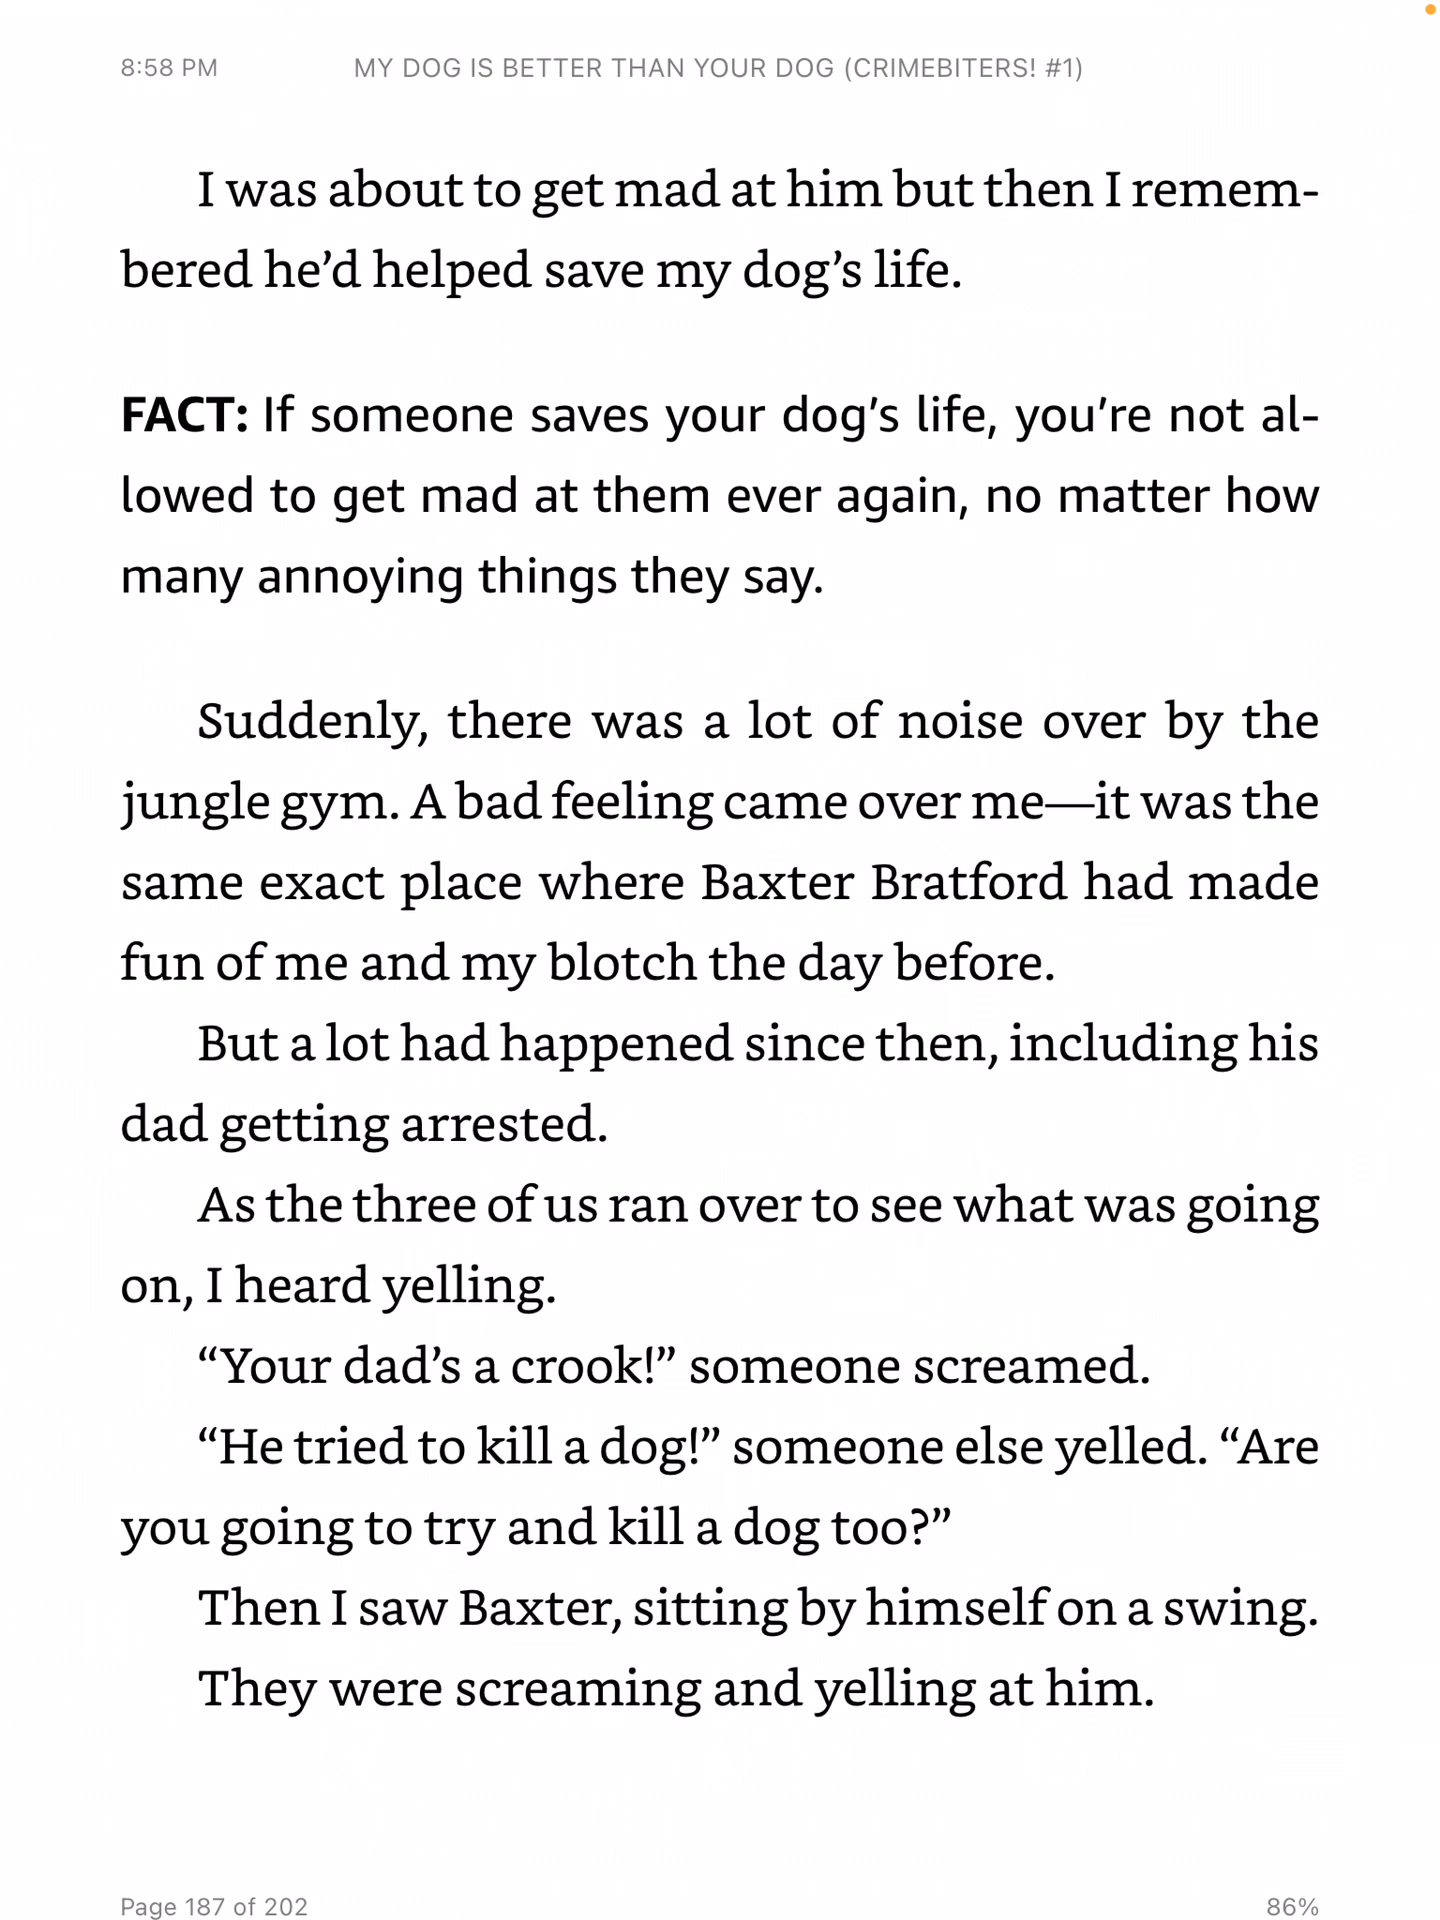 8:58 PM
MY DOG IS BETTER THAN YOUR DOG (CRIMEBITERS! #1)
I was about to get mad at him but then I remem-
bered he’d helped save my dog’s life.
FACT: If someone saves your dog’s life, you’re not al-
lowed to get mad at them ever again, no matter how
many annoying things they say.
Suddenly, there was a lot of noise over by the
jungle gym. A bad feeling came over me—it was the
same exact place where Baxter Bratford had made
fun of me and my blotch the day before.
But a lot had happened since then, including his
dad getting arrested.
As the three of us ran over to see what was going
on, I heard yelling.
“Your dad’s a crook!” someone screamed.
“He tried to kill a dog!” someone else yelled. “Are
you going to try and kill a dog too?”
Then I saw Baxter, sitting by himself on a swing.
They were screaming and yelling at him.
Page 187 of 202
86%